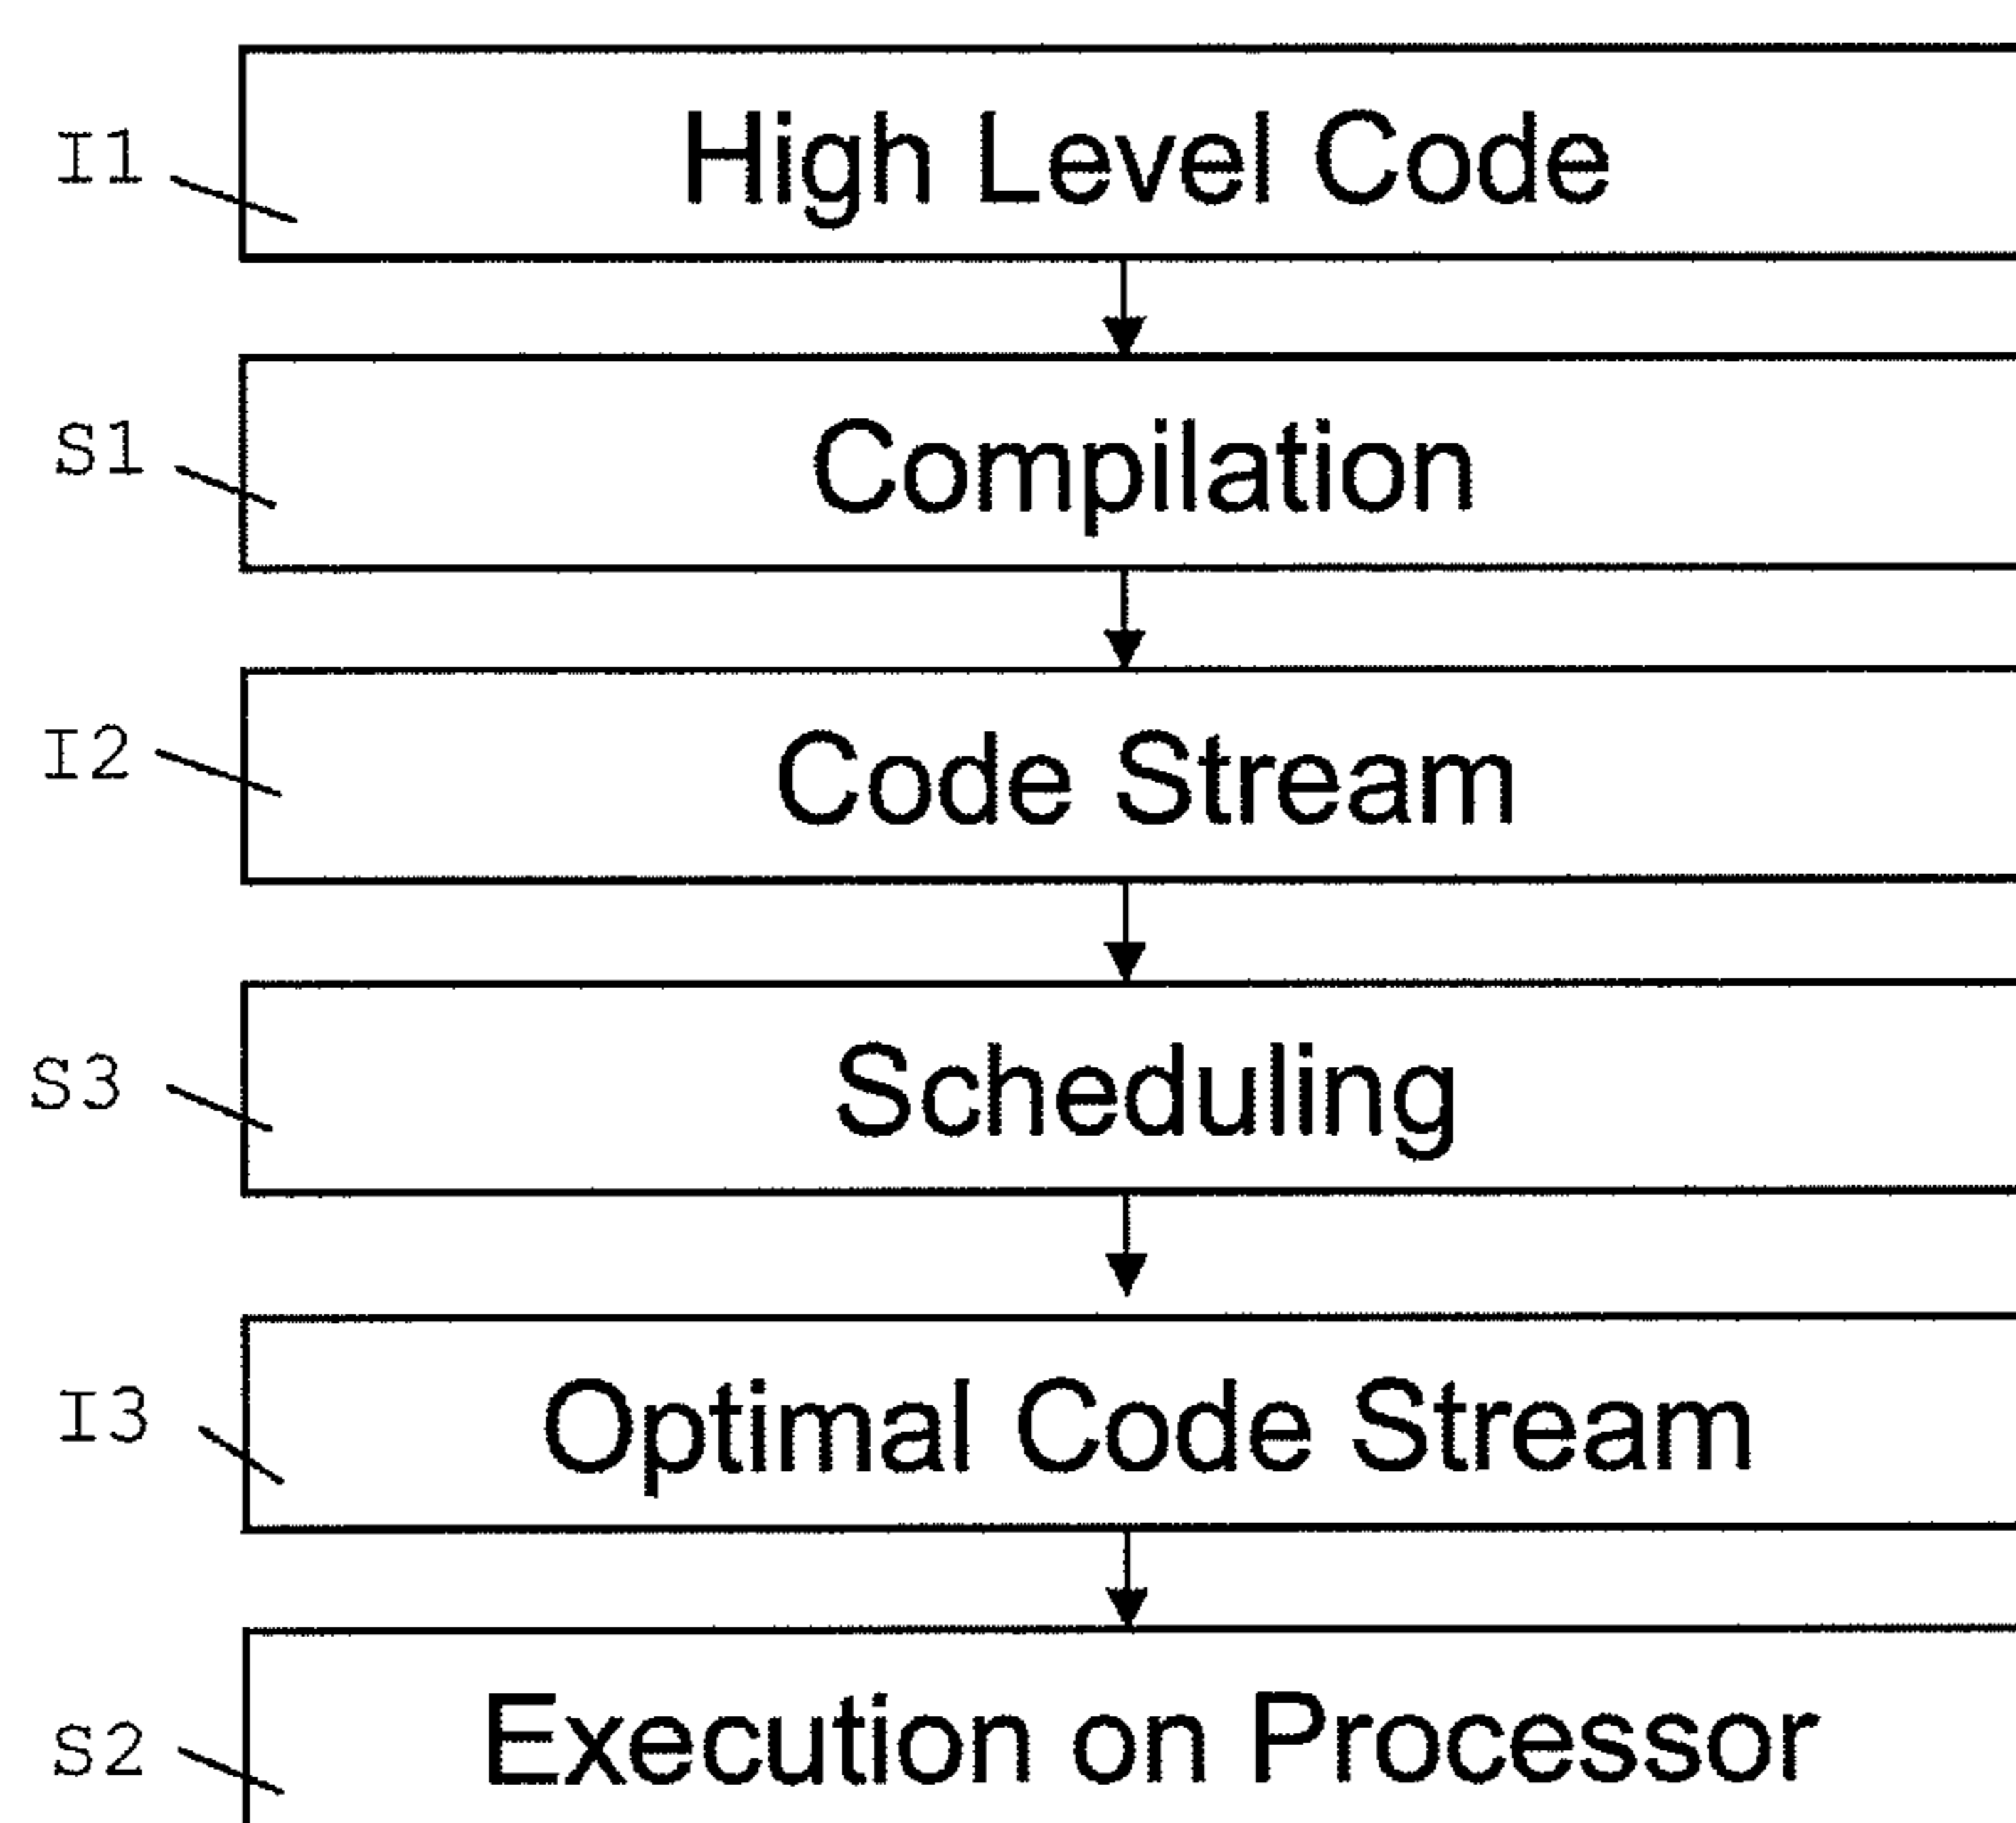 I1 High Level Code
S1 Compilation
I2 Code Stream
S3 Scheduling
I3 Optimal Code Stream
S2 Execution on Processor